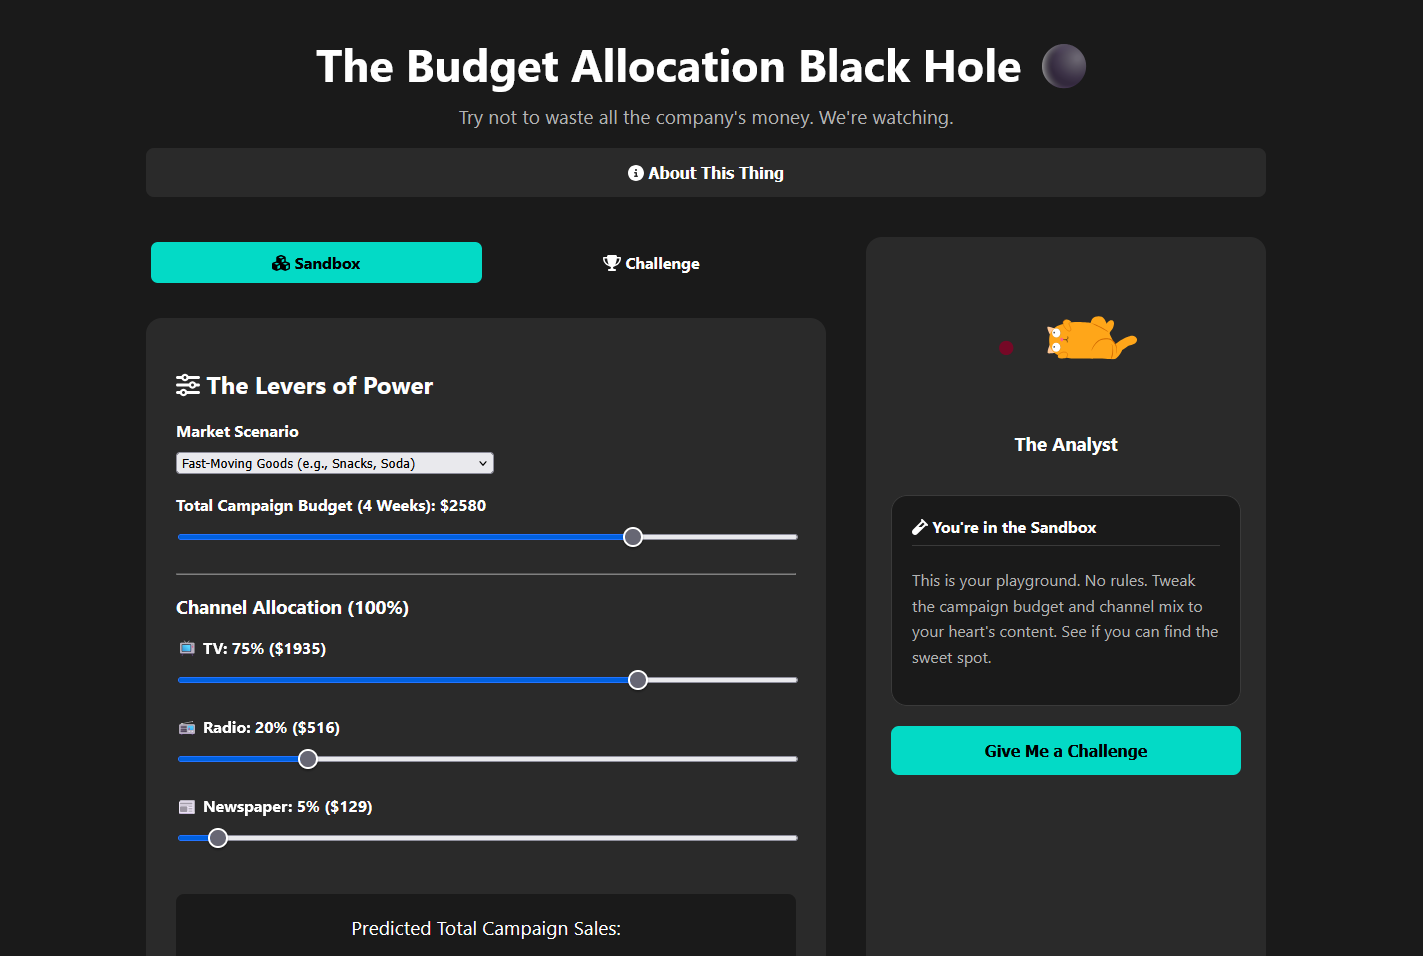 The Budget Allocation Black Hole
Try not to waste all the company's money. We're watching.
About This Thing
Sandbox
Challenge
The Levers of Power
Market Scenario
Fast-Moving Goods (e.g., Snacks, Soda)
Total Campaign Budget (4 Weeks): $2580
Channel Allocation (100%)
TV: 75% ($1935)
Radio: 20% ($516)
Newspaper: 5% ($129)
Predicted Total Campaign Sales:
The Analyst
You're in the Sandbox
This is your playground. No rules. Tweak
the campaign budget and channel mix to
your heart's content. See if you can find the
sweet spot.
Give Me a Challenge